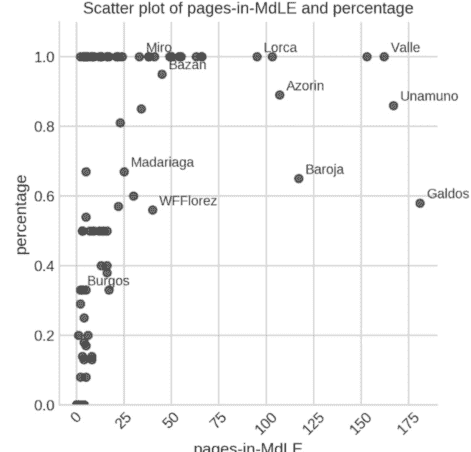 Scatter plot of pages-in-MdLE and percentage
1.0
Miro
Bazan
Lorca
Valle
Azorin
Unamuno
0.8
Madariaga
Baroja
WFFlorez
Galdos
0.6
percentage
0.4
Burgos
0.2
0.0
0
25
50
75
100
125
150
175
pages-in-MdLE